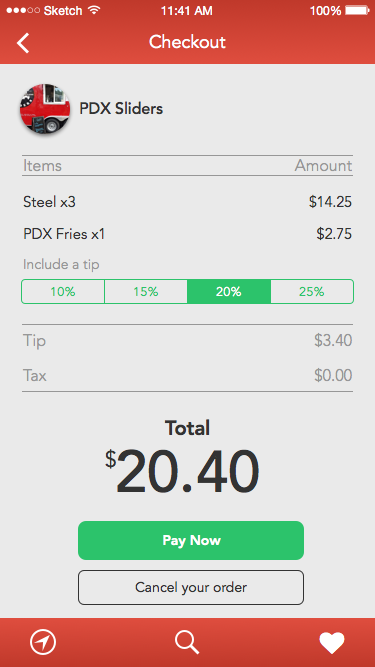 Sketch 11:41 AM 100%
Checkout
PDX Sliders
Items Amount
Steel x3 $14.25
PDX Fries x1 $2.75
Include a tip
10% 15% 20% 25%
Tip $3.40
Tax $0.00
Total
$20.40
Pay Now
Cancel your order